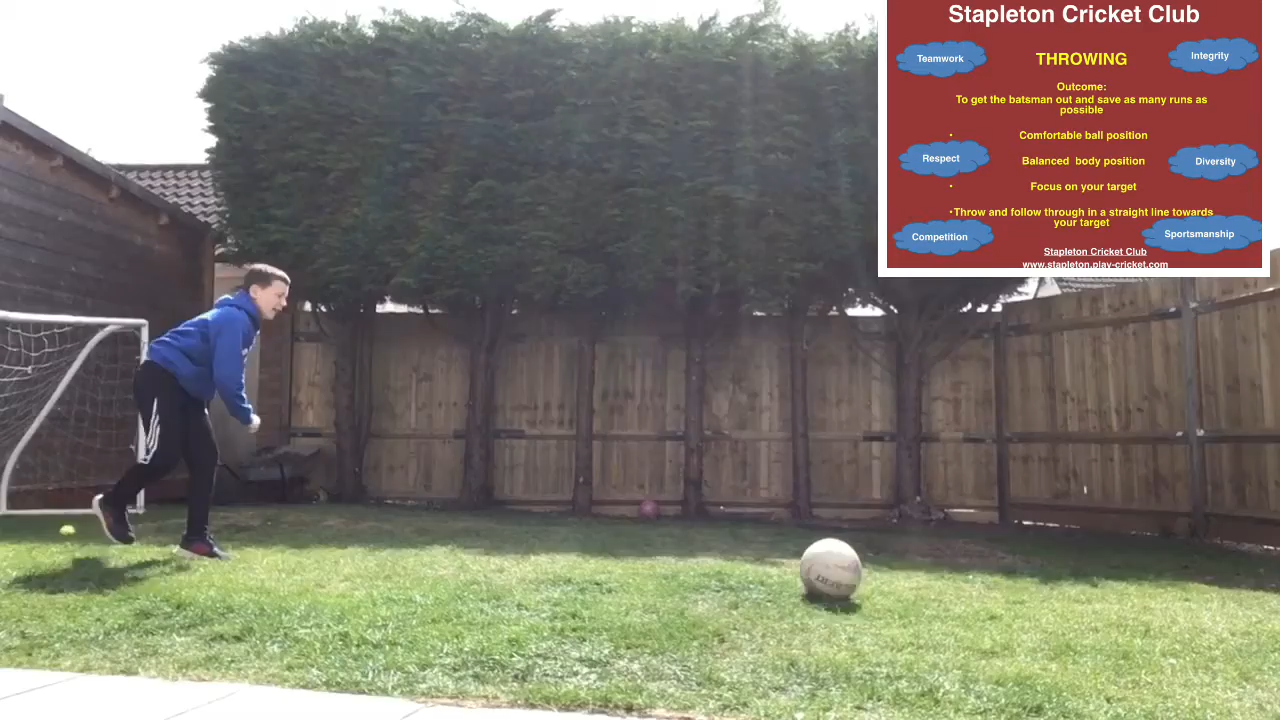 Stapleton Cricket Club
Teamwork
THROWING
Integrity
Outcome:
To get the batsman out and save as many runs as
possible
• Comfortable ball position
Respect
Balanced body position
Diversity
• Focus on your target
•Throw and follow through in a straight line towards
your target
Competition
Sportsmanship
Stapleton Cricket Club
www.stapleton.play-cricket.com